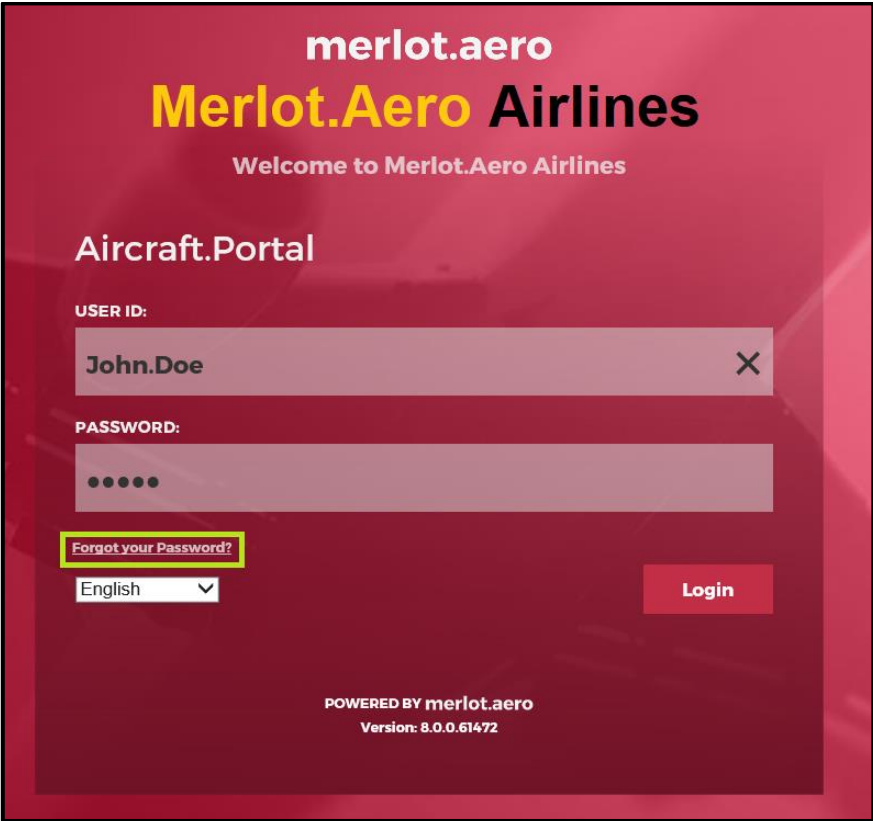 merlot.aero
Merlot.Aero Airlines
Welcome to Merlot.Aero Airlines
Aircraft.Portal
USER ID:
John.Doe
PASSWORD:
●●●●●
Forgot your Password?
English
Login
POWERED BY merlot.aero
Version: 8.0.0.61472